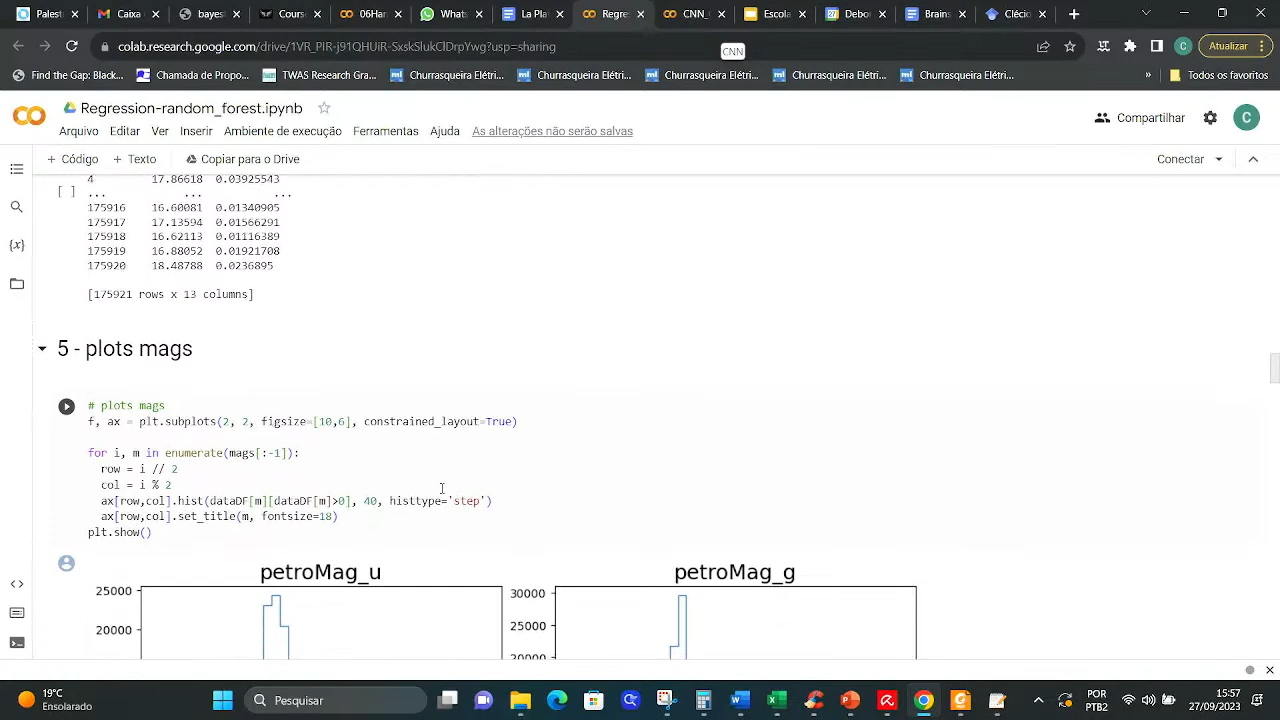 Palest
Caixa
bayest
Course
06Har
Whats
La Pla
Regre
CNN_
Escola
Debor
Brains
Clécio
colab.research.google.com/drive/1VR_PIR-j91QHUiR-SxskSlukClDrpYwg?usp=sharing
CNN
C
Atualizar
Find the Cap: Black...
Chamada de Propo...
TWAS Research Gra...
Churrasqueira Elétri...
Churrasqueira Elétri...
Churrasqueira Elétri...
Churrasqueira Elétri...
Churrasqueira Elétri...
»
Todos os favoritos
Regression-random_forest.ipynb
Arquivo Editar Ver Inserir Ambiente de execução Ferramentas Ajuda As alterações não serão salvas
Compartilhar
C
+ Código + Texto Copiar para o Drive
Conectar
4 17.86618 0.03925543
[ ] ... ... ...
175916 16.60081 0.01340905
175917 17.13594 0.01566291
175918 16.62113 0.01116389
175919 16.88052 0.01921708
175920 18.48788 0.0236895
[175921 rows x 13 columns]
5 - plots mags
# plots mags
f, ax = plt.subplots(2, 2, figsize=[10,6], constrained_layout=True)
for i, m in enumerate(mags[:-1]):
row = i // 2
col = i % 2
ax[row,col].hist(dataDF[m][dataDF[m]>0], 40, histtype='step')
ax[row,col].set_title(m, fontsize=18)
plt.show()
petroMag_u
petroMag_g
25000
20000
30000
25000
20000
19°C
Ensolarado
Pesquisar
POR
PTB2
15:57
27/09/2023